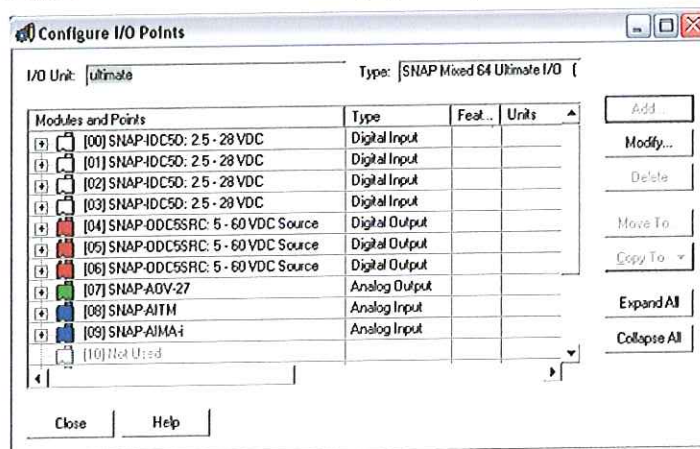 Configure I/O Points
I/O Unit: ultimate Type: SNAP Mixed 64 Ultimate I/O (
Modules and Points Type Feat... Units
[00] SNAP-IDC5D: 2.5 - 28 VDC Digital Input
[01] SNAP-IDC5D: 2.5 - 28 VDC Digital Input
[02] SNAP-IDC5D: 2.5 - 28 VDC Digital Input
[03] SNAP-IDC5D: 2.5 - 28 VDC Digital Input
[04] SNAP-ODC5SRC: 5 - 60 VDC Source Digital Output
[05] SNAP-ODC5SRC: 5 - 60 VDC Source Digital Output
[06] SNAP-ODC5SRC: 5 - 60 VDC Source Digital Output
[07] SNAP-AOV-27 Analog Output
[08] SNAP-AITM Analog Input
[09] SNAP-AIMA-i Analog Input
[10] Not Used
Add...
Modify...
Delete
Move To
Copy To
Expand All
Collapse All
Close Help